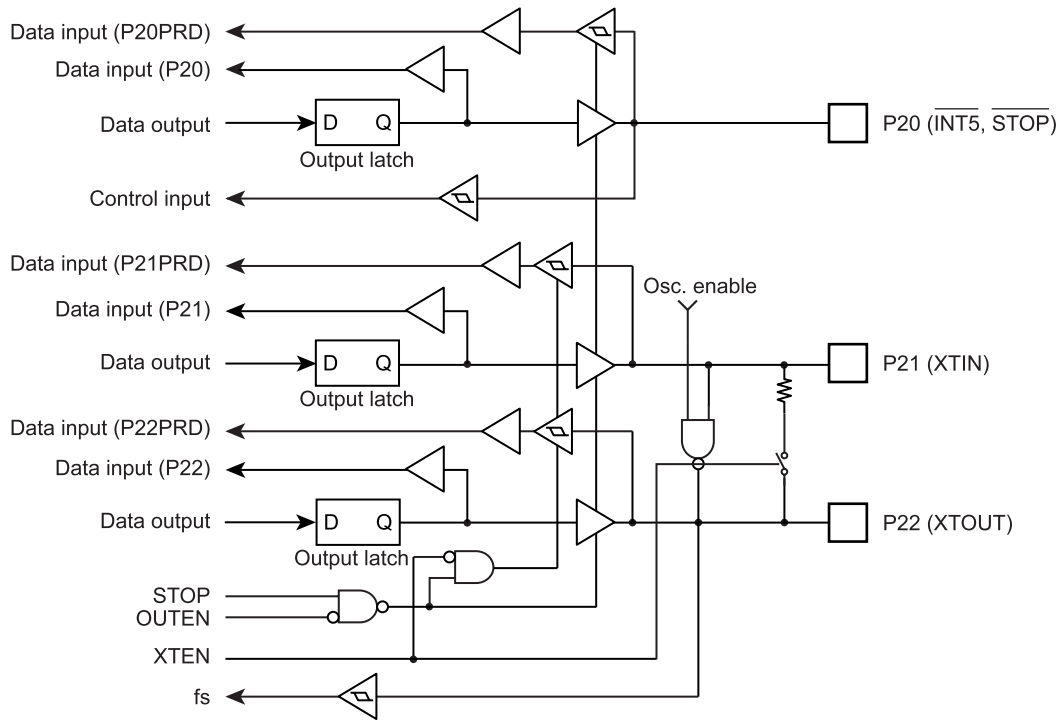 Data input (P20PRD)
Data input (P20)
Data output
D Q
Output latch
P20 (INT5, STOP)
Control input
Data input (P21PRD)
Osc. enable
Data input (P21)
Data output
D Q
Output latch
P21 (XTIN)
Data input (P22PRD)
Data input (P22)
Data output
D Q
Output latch
P22 (XTOUT)
STOP
OUTEN
XTEN
fs